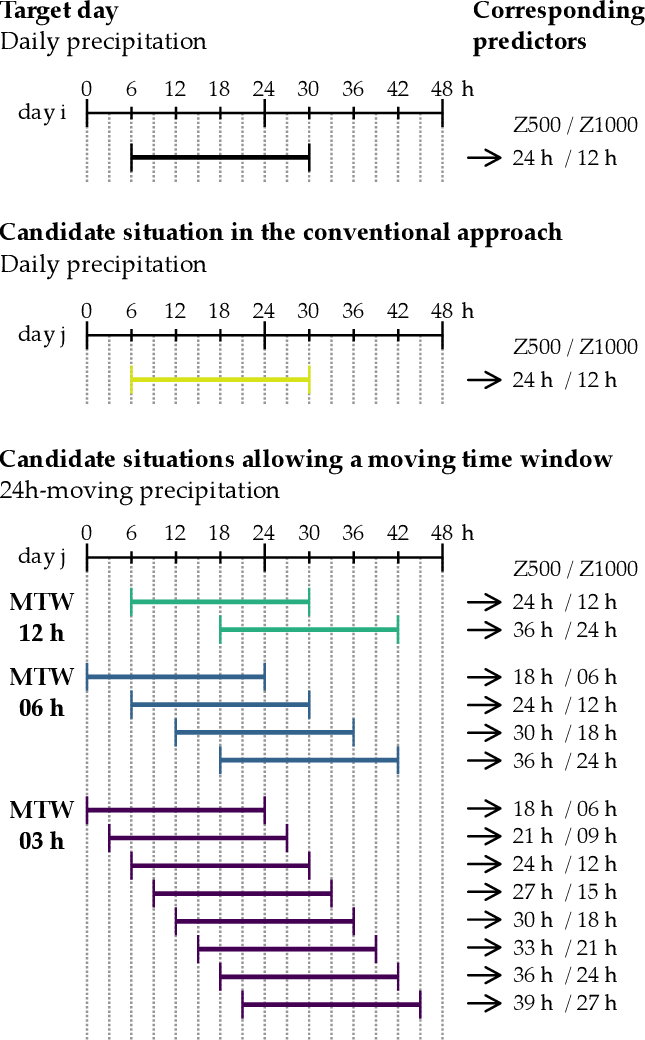 Target day
Corresponding
Daily precipitation
predictors
0 6 12 18 24 30 36 42 48 h
day i
Z500 / Z1000
24 h / 12 h
Candidate situation in the conventional approach
Daily precipitation
0 6 12 18 24 30 36 42 48 h
day j
Z500 / Z1000
24 h / 12 h
Candidate situations allowing a moving time window
24h-moving precipitation
0 6 12 18 24 30 36 42 48 h
day j
Z500 / Z1000
MTW
24 h / 12 h
12 h
36 h / 24 h
MTW
18 h / 06 h
06 h
24 h / 12 h
30 h / 18 h
36 h / 24 h
MTW
18 h / 06 h
03 h
21 h / 09 h
24 h / 12 h
27 h / 15 h
30 h / 18 h
33 h / 21 h
36 h / 24 h
39 h / 27 h